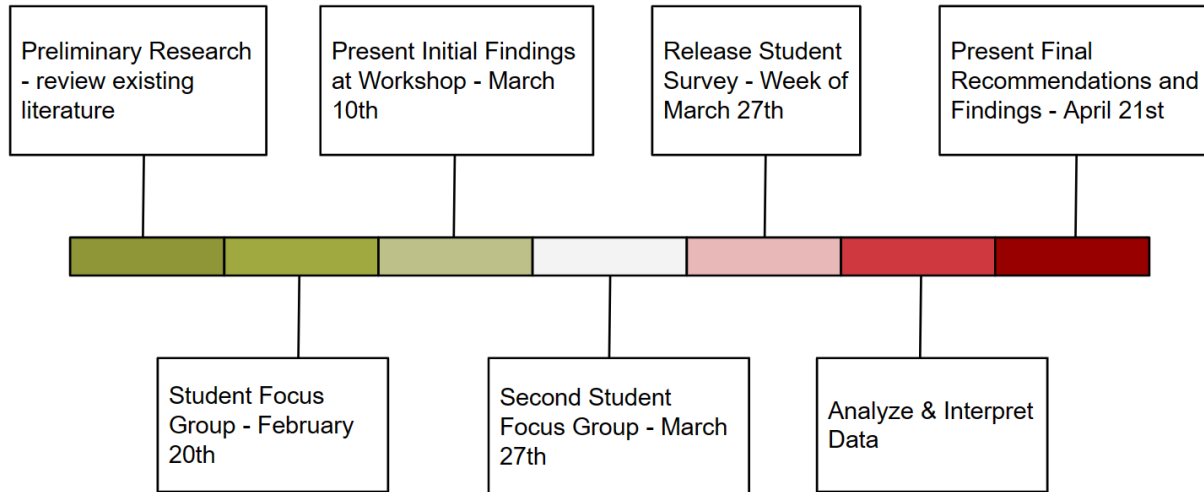 Preliminary Research
- review existing
literature
Present Initial Findings
at Workshop - March
10th
Release Student
Survey - Week of
March 27th
Present Final
Recommendations and
Findings - April 21st
Student Focus
Group - February
20th
Second Student
Focus Group - March
27th
Analyze & Interpret
Data